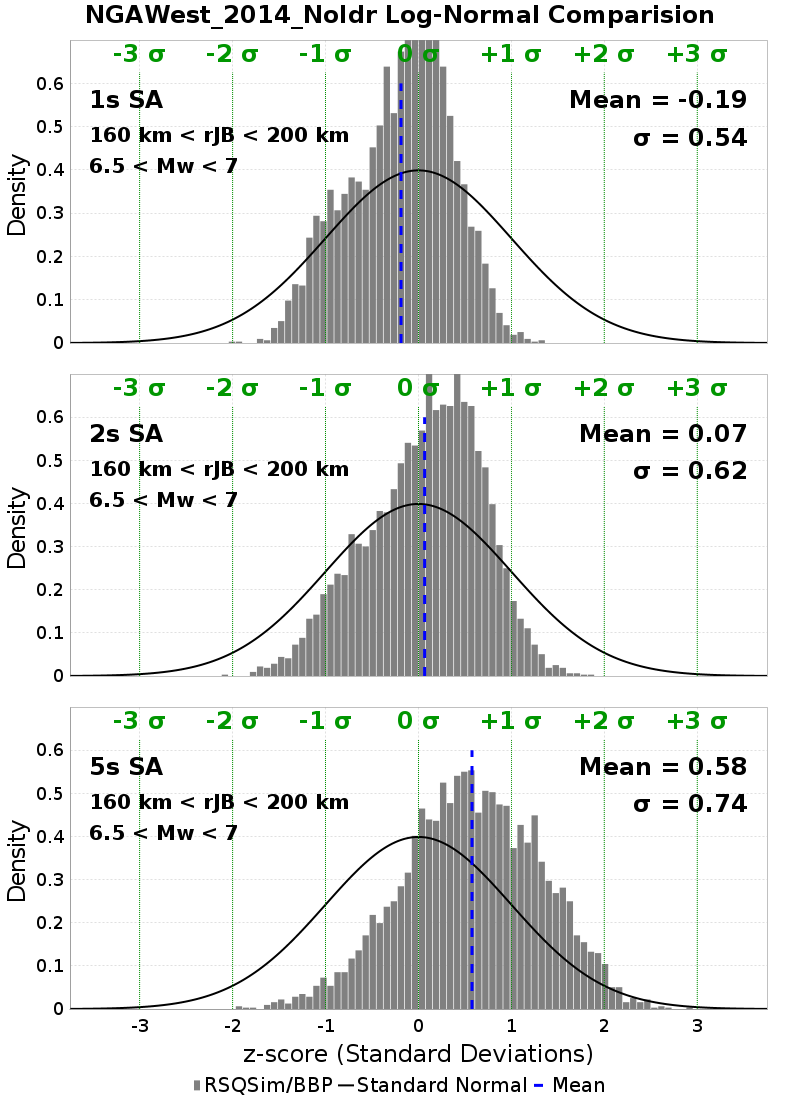 NGAWest_2014_NoIdr Log-Normal Comparision
-3 σ -2 σ -1 σ 0 σ +1 σ +2 σ +3 σ
0.6
1s SA
Mean = -0.19
0.5
160 km < rJB < 200 km
σ = 0.54
0.4
6.5 < Mw < 7
Density
0.3
0.2
0.1
0
-3 σ -2 σ -1 σ 0 σ +1 σ +2 σ +3 σ
0.6
2s SA
Mean = 0.07
0.5
160 km < rJB < 200 km
σ = 0.62
0.4
6.5 < Mw < 7
Density
0.3
0.2
0.1
0
-3 σ -2 σ -1 σ 0 σ +1 σ +2 σ +3 σ
0.6
5s SA
Mean = 0.58
0.5
160 km < rJB < 200 km
σ = 0.74
0.4
6.5 < Mw < 7
Density
0.3
0.2
0.1
0
-3 -2 -1 0 1 2 3
z-score (Standard Deviations)
RSQSim/BBP Standard Normal Mean